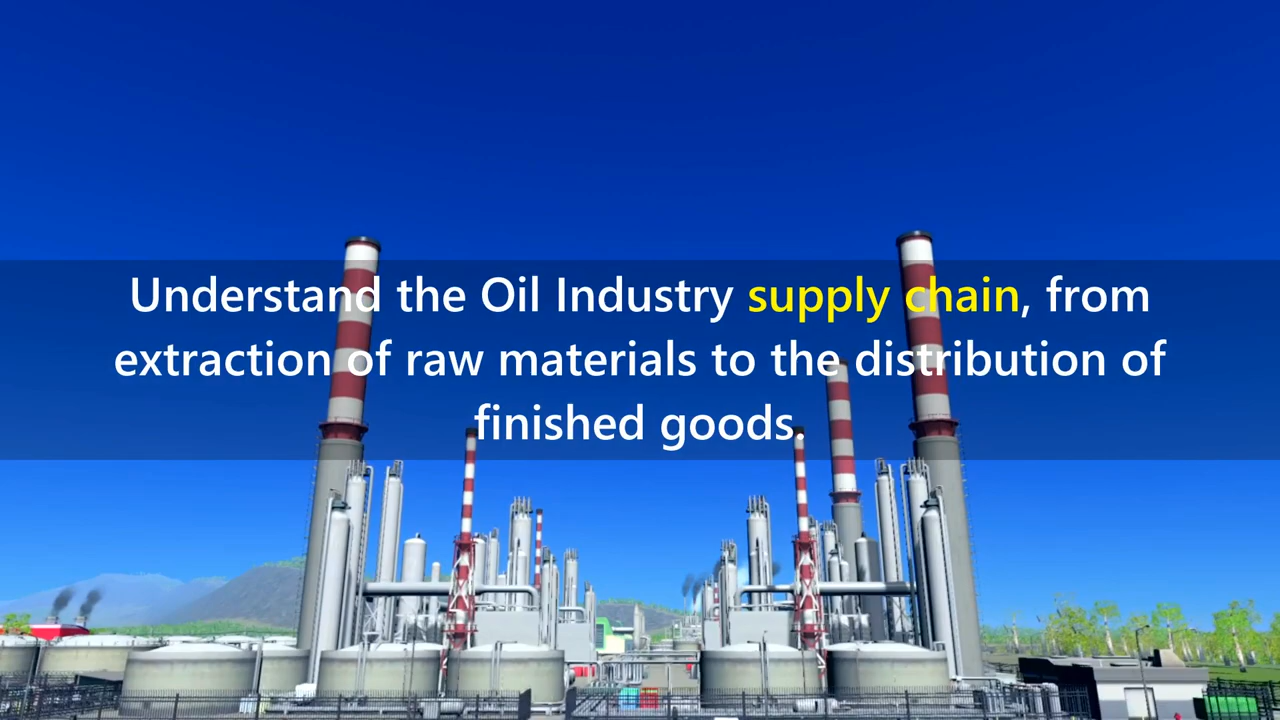 Understand the Oil Industry supply chain, from
extraction of raw materials to the distribution of
finished goods.